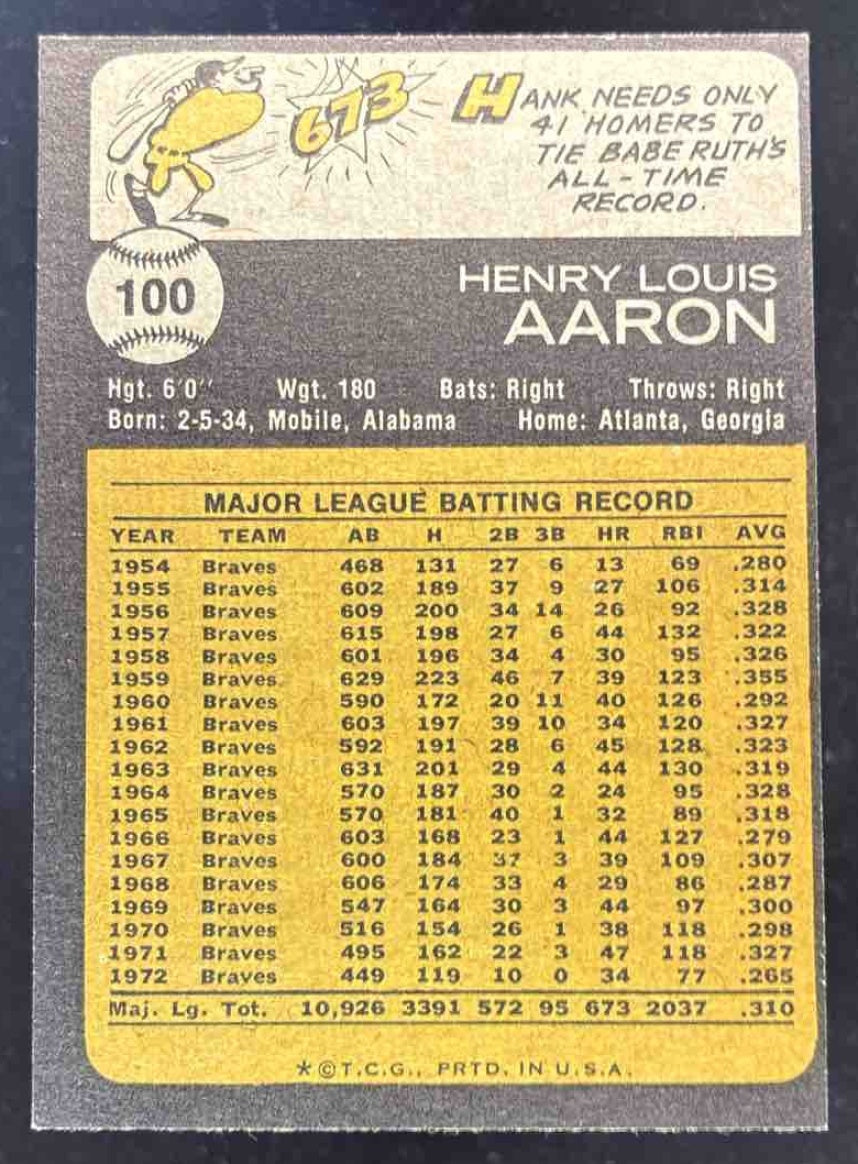 673
HANK NEEDS ONLY
41 HOMERS TO
TIE BABE RUTH'S
ALL-TIME
RECORD.
100
HENRY LOUIS
AARON
Hgt. 6'0" Wgt. 180 Bats: Right Throws: Right
Born: 2-5-34, Mobile, Alabama Home: Atlanta, Georgia
MAJOR LEAGUE BATTING RECORD
YEAR TEAM AB H 2B 3B HR RBI AVG
1954 Braves 468 131 27 6 13 69 .280
1955 Braves 602 189 37 9 27 106 .314
1956 Braves 609 200 34 14 26 92 .328
1957 Braves 615 198 27 6 44 132 .322
1958 Braves 601 196 34 4 30 95 .326
1959 Braves 629 223 46 7 39 123 .355
1960 Braves 590 172 20 11 40 126 .292
1961 Braves 603 197 39 10 34 120 .327
1962 Braves 592 191 28 6 45 128 .323
1963 Braves 631 201 29 4 44 130 .319
1964 Braves 570 187 30 2 24 95 .328
1965 Braves 570 181 40 1 32 89 .318
1966 Braves 603 168 23 1 44 127 .279
1967 Braves 600 184 37 3 39 109 .307
1968 Braves 606 174 33 4 29 86 .287
1969 Braves 547 164 30 3 44 97 .300
1970 Braves 516 154 26 1 38 118 .298
1971 Braves 495 162 22 3 47 118 .327
1972 Braves 449 119 10 0 34 77 .265
Maj. Lg. Tot. 10,926 3391 572 95 673 2037 .310
*©T.C.G., PRTD. IN U.S.A.